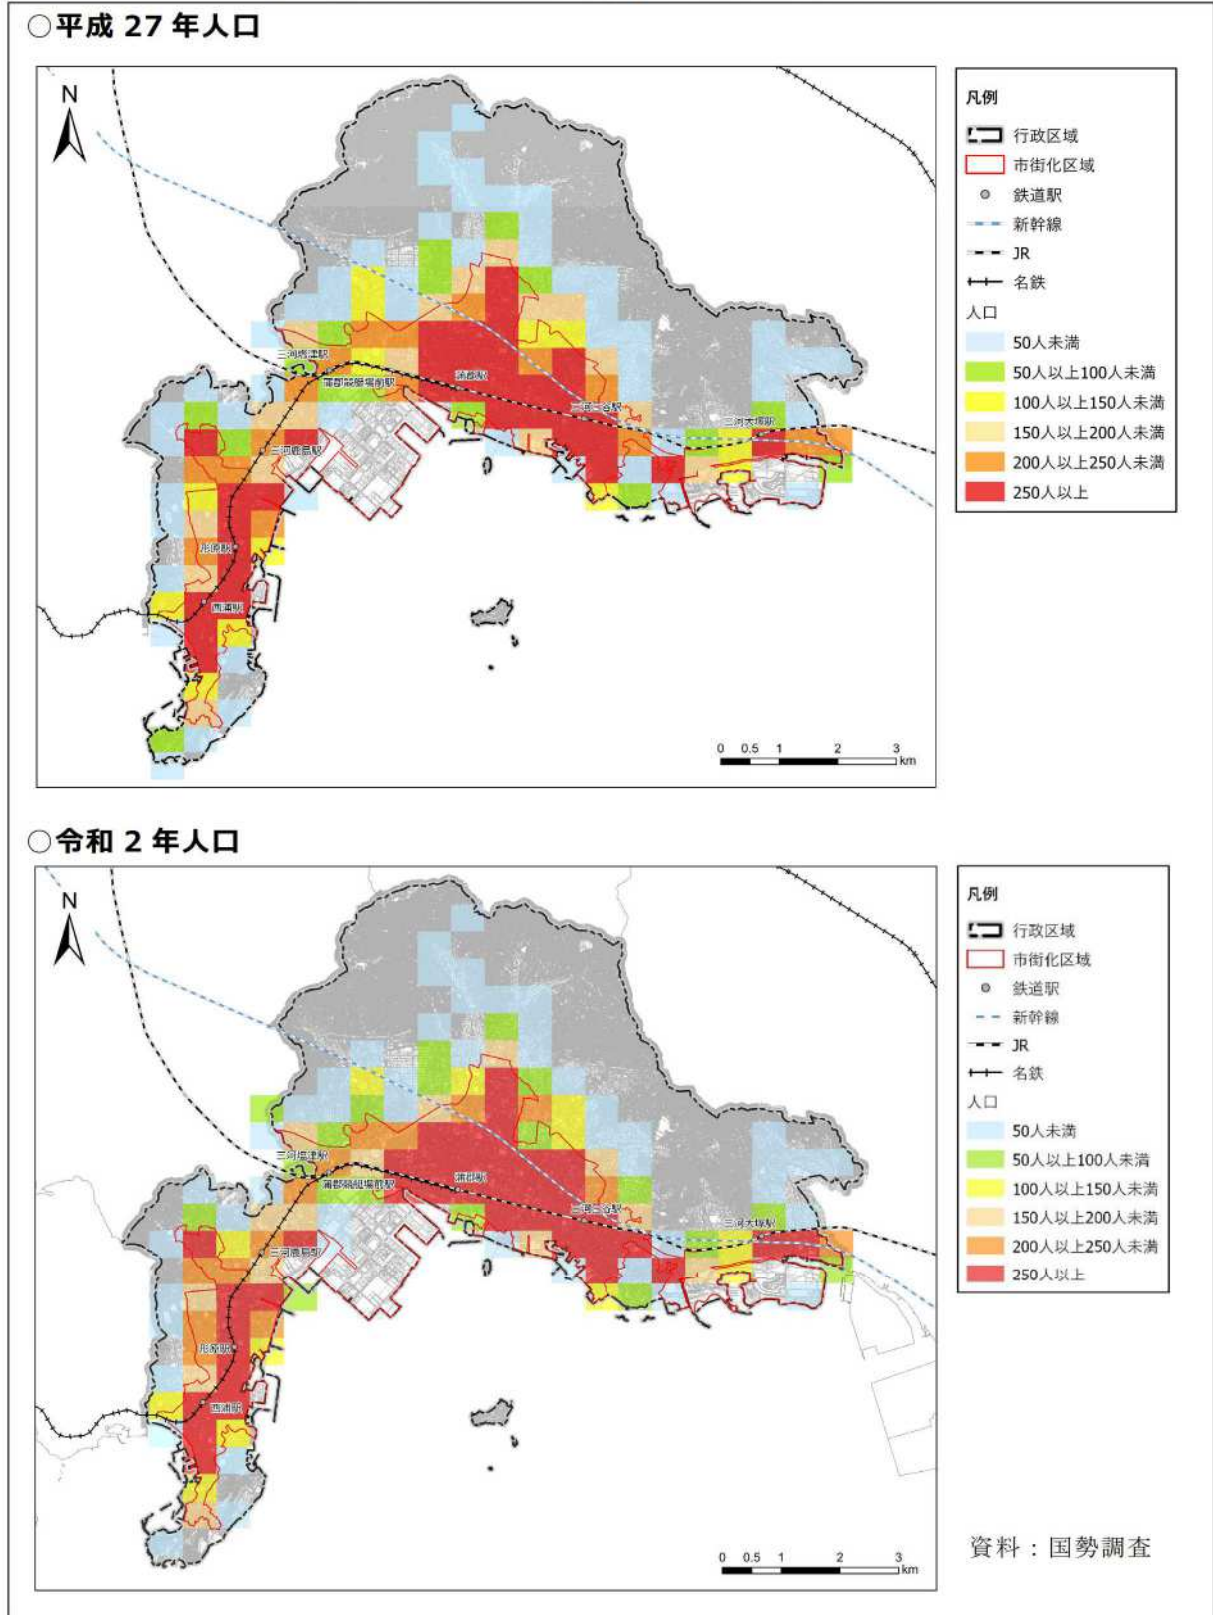 ○平成 27 年人口
N
三河塩津駅
蒲郡競艇場前駅
蒲郡駅
三河三谷駅
三河大塚駅
三河鹿島駅
形原駅
西浦駅
0 0.5 1 2 3
km
凡例
行政区域
市街化区域
鉄道駅
新幹線
JR
名鉄
人口
50人未満
50人以上100人未満
100人以上150人未満
150人以上200人未満
200人以上250人未満
250人以上
○令和 2 年人口
N
三河塩津駅
蒲郡競艇場前駅
蒲郡駅
三河三谷駅
三河大塚駅
三河鹿島駅
形原駅
西浦駅
0 0.5 1 2 3
km
凡例
行政区域
市街化区域
鉄道駅
新幹線
JR
名鉄
人口
50人未満
50人以上100人未満
100人以上150人未満
150人以上200人未満
200人以上250人未満
250人以上
資料：国勢調査